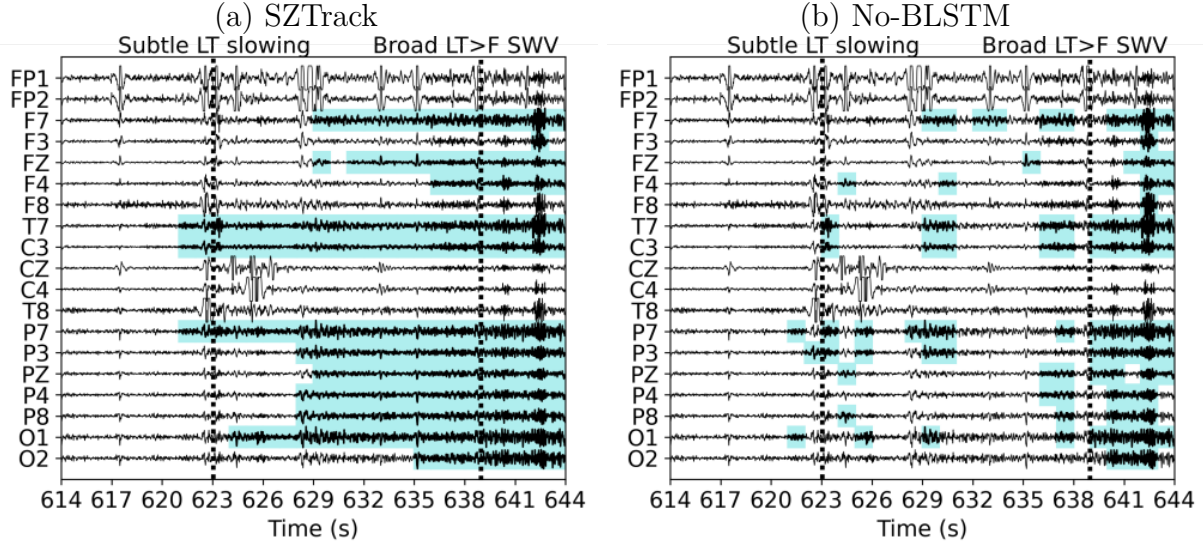 (a) SZTrack
Subtle LT slowing Broad LT>F SWV
FP1
FP2
F7
F3
FZ
F4
F8
T7
C3
CZ
C4
T8
P7
P3
PZ
P4
P8
O1
O2
614 617 620 623 626 629 632 635 638 641 644
Time (s)
(b) No-BLSTM
Subtle LT slowing Broad LT>F SWV
FP1
FP2
F7
F3
FZ
F4
F8
T7
C3
CZ
C4
T8
P7
P3
PZ
P4
P8
O1
O2
614 617 620 623 626 629 632 635 638 641 644
Time (s)